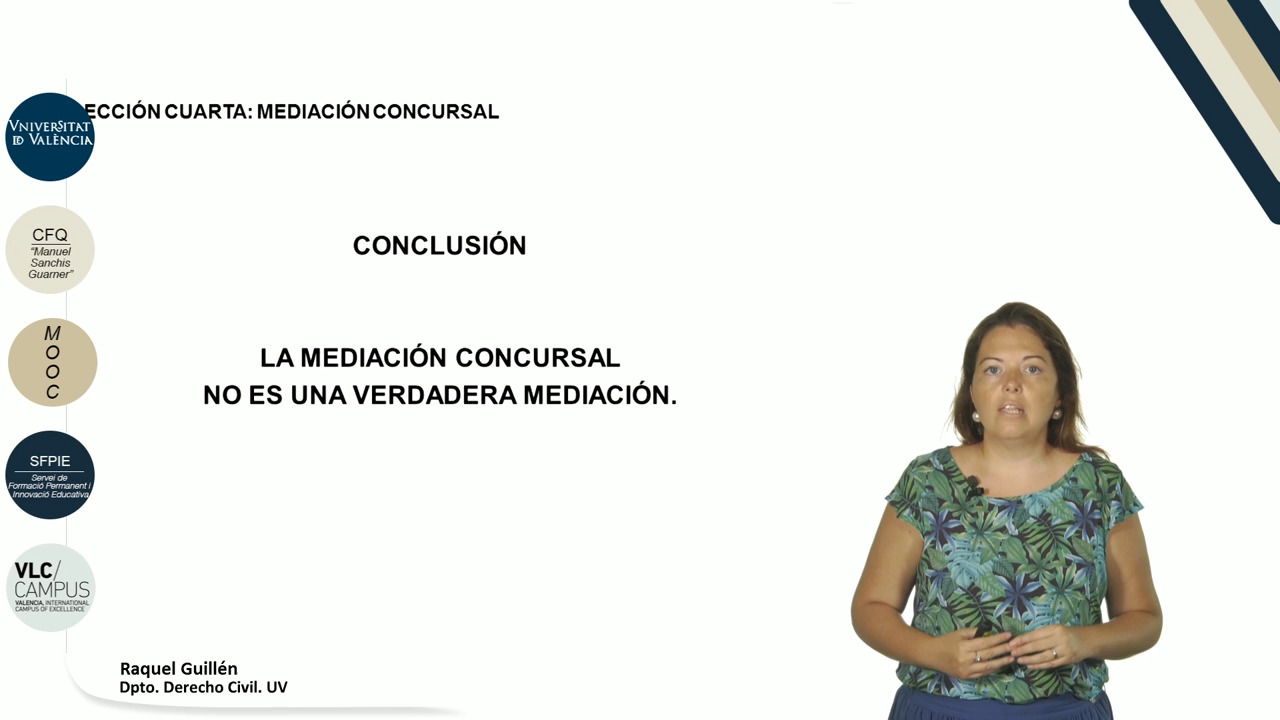 ECCIÓN CUARTA: MEDIACIÓN CONCURSAL
VNIVERSITAT
DE VALÈNCIA
CFQ
“Manuel
Sanchis
Guarner”
CONCLUSIÓN
M
O
O
C
LA MEDIACIÓN CONCURSAL
NO ES UNA VERDADERA MEDIACIÓN.
SFPIE
Servei de
Formació Permanent i
Innovació Educativa
VLC/
CAMPUS
VALENCIA, INTERNATIONAL
CAMPUS OF EXCELLENCE
Raquel Guillén
Dpto. Derecho Civil. UV